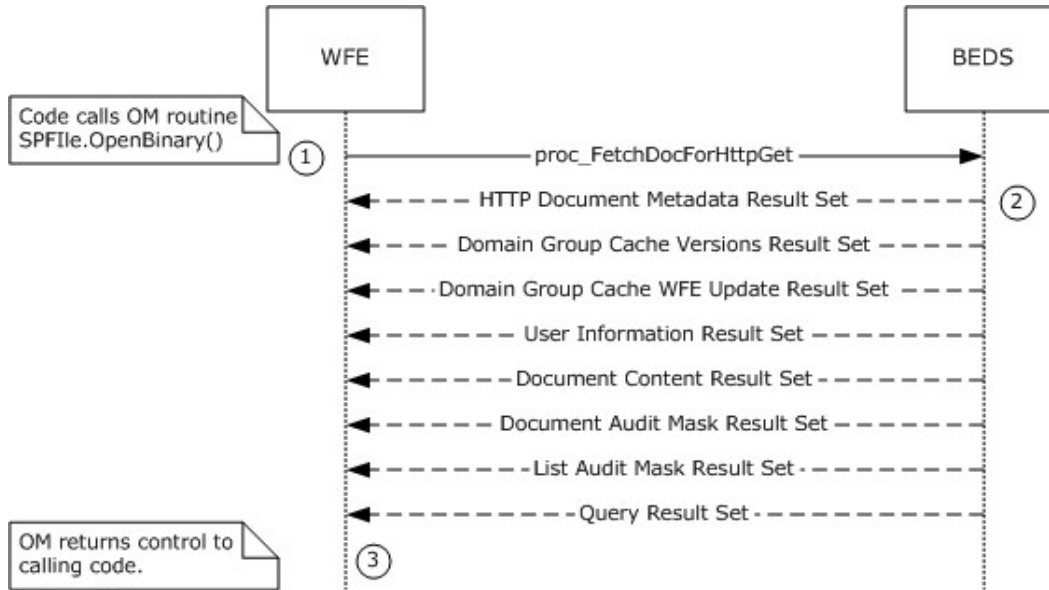 WFE
BEDS
Code calls OM routine
SPFIle.OpenBinary()
1
proc_FetchDocForHttpGet
HTTP Document Metadata Result Set
2
Domain Group Cache Versions Result Set
Domain Group Cache WFE Update Result Set
User Information Result Set
Document Content Result Set
Document Audit Mask Result Set
List Audit Mask Result Set
Query Result Set
OM returns control to
calling code.
3